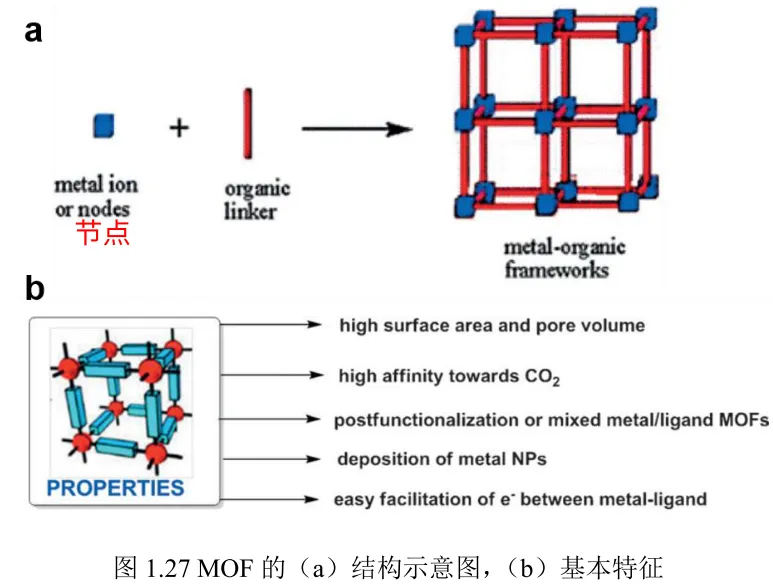 a
+
metal ion
or nodes
节点
organic
linker
metal-organic
frameworks
b
PROPERTIES
high surface area and pore volume
high affinity towards CO₂
postfunctionalization or mixed metal/ligand MOFs
deposition of metal NPs
easy facilitation of e⁻ between metal-ligand
图 1.27 MOF 的（a）结构示意图，（b）基本特征